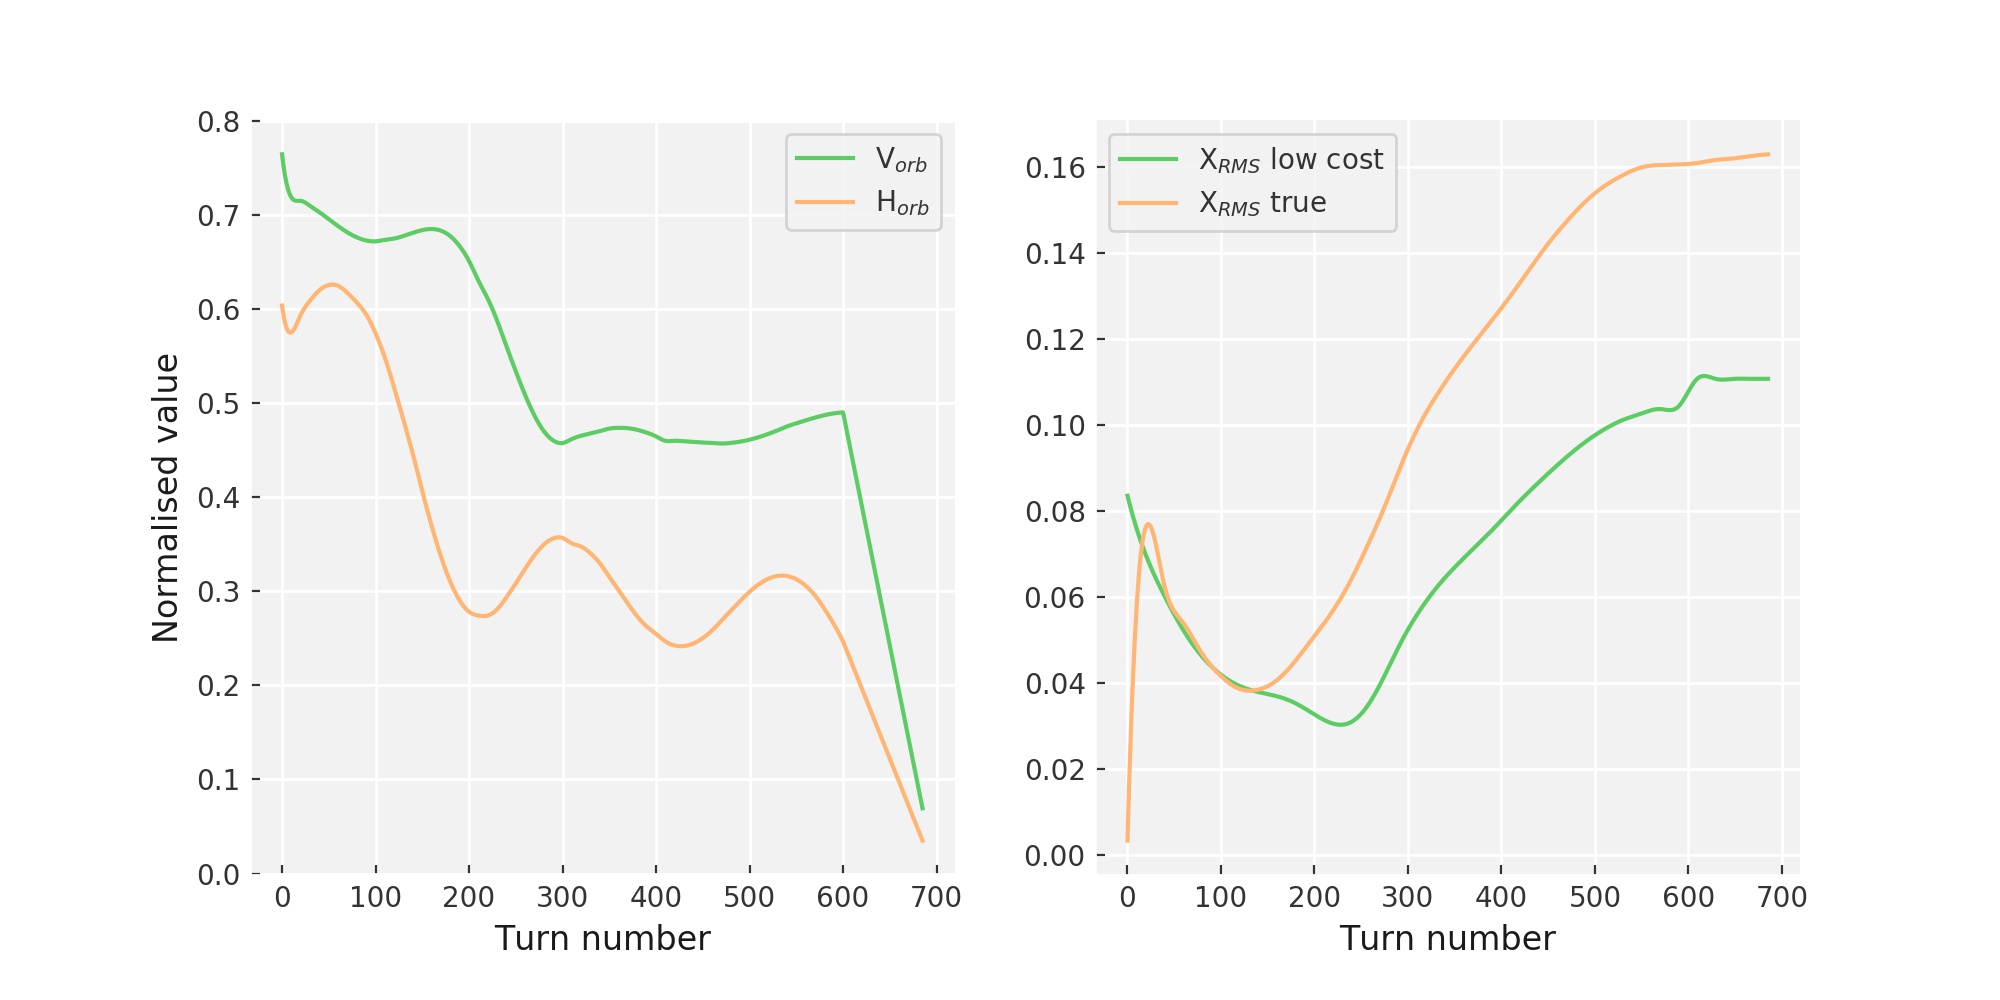 0.8
0.7
0.6
0.5
0.4
0.3
0.2
0.1
0.0
Normalised value
V_orb
H_orb
0 100 200 300 400 500 600 700
Turn number
0.16
0.14
0.12
0.10
0.08
0.06
0.04
0.02
0.00
X_RMS low cost
X_RMS true
0 100 200 300 400 500 600 700
Turn number